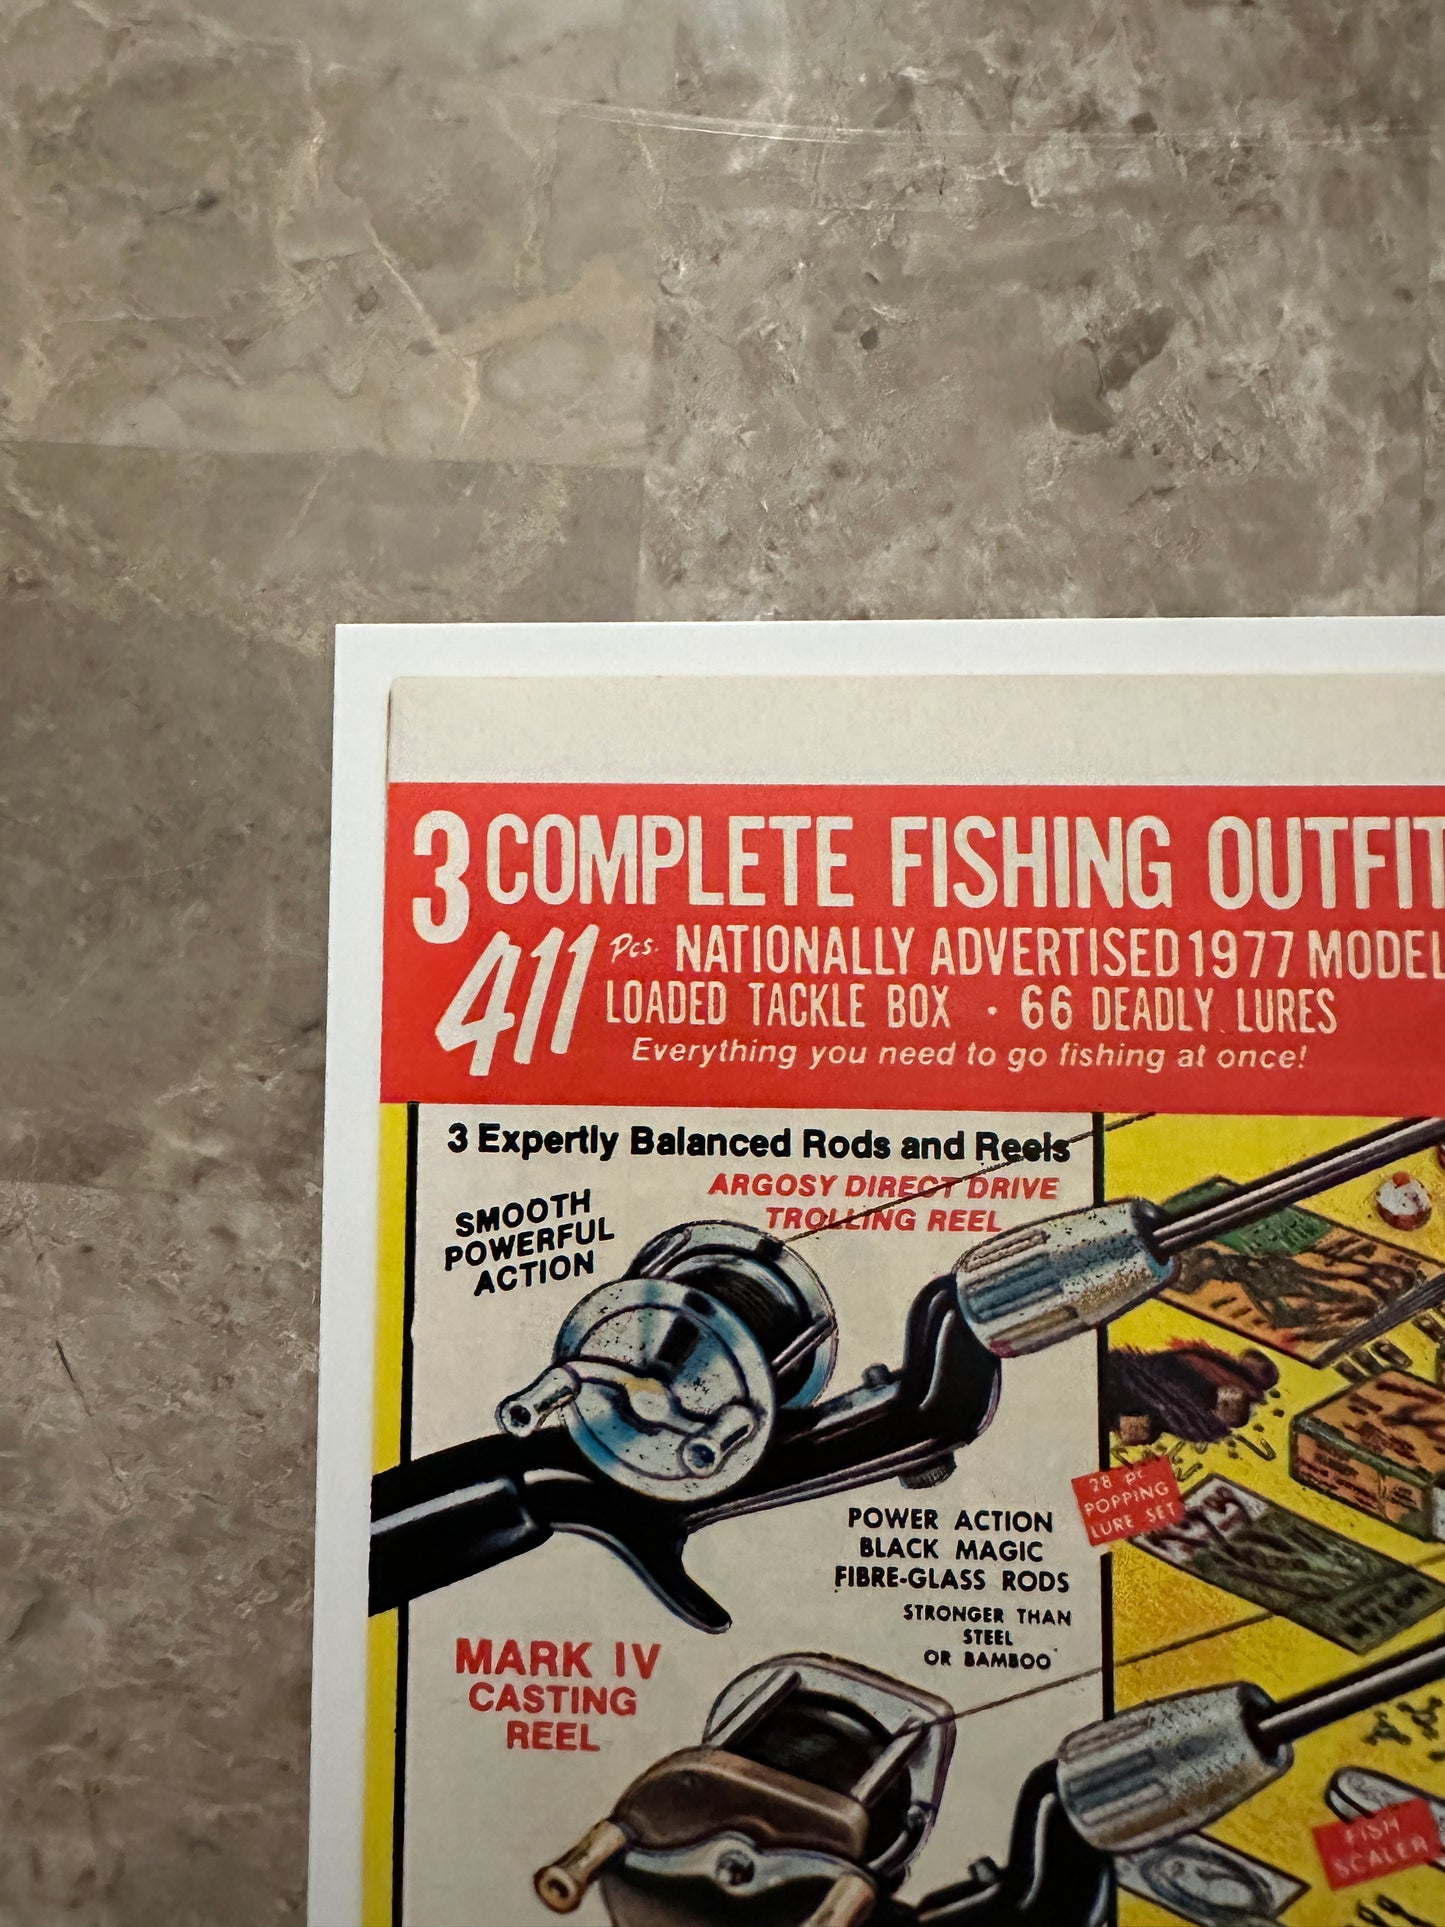 3 COMPLETE FISHING OUTFIT
411 Pcs. NATIONALLY ADVERTISED 1977 MODEL
LOADED TACKLE BOX · 66 DEADLY LURES
Everything you need to go fishing at once!
3 Expertly Balanced Rods and Reels
ARGOSY DIRECT DRIVE
TROLLING REEL
SMOOTH
POWERFUL
ACTION
28 pc
POPPING
LURE SET
POWER ACTION
BLACK MAGIC
FIBRE-GLASS RODS
STRONGER THAN
STEEL
OR BAMBOO
MARK IV
CASTING
REEL
FISH
SCALER